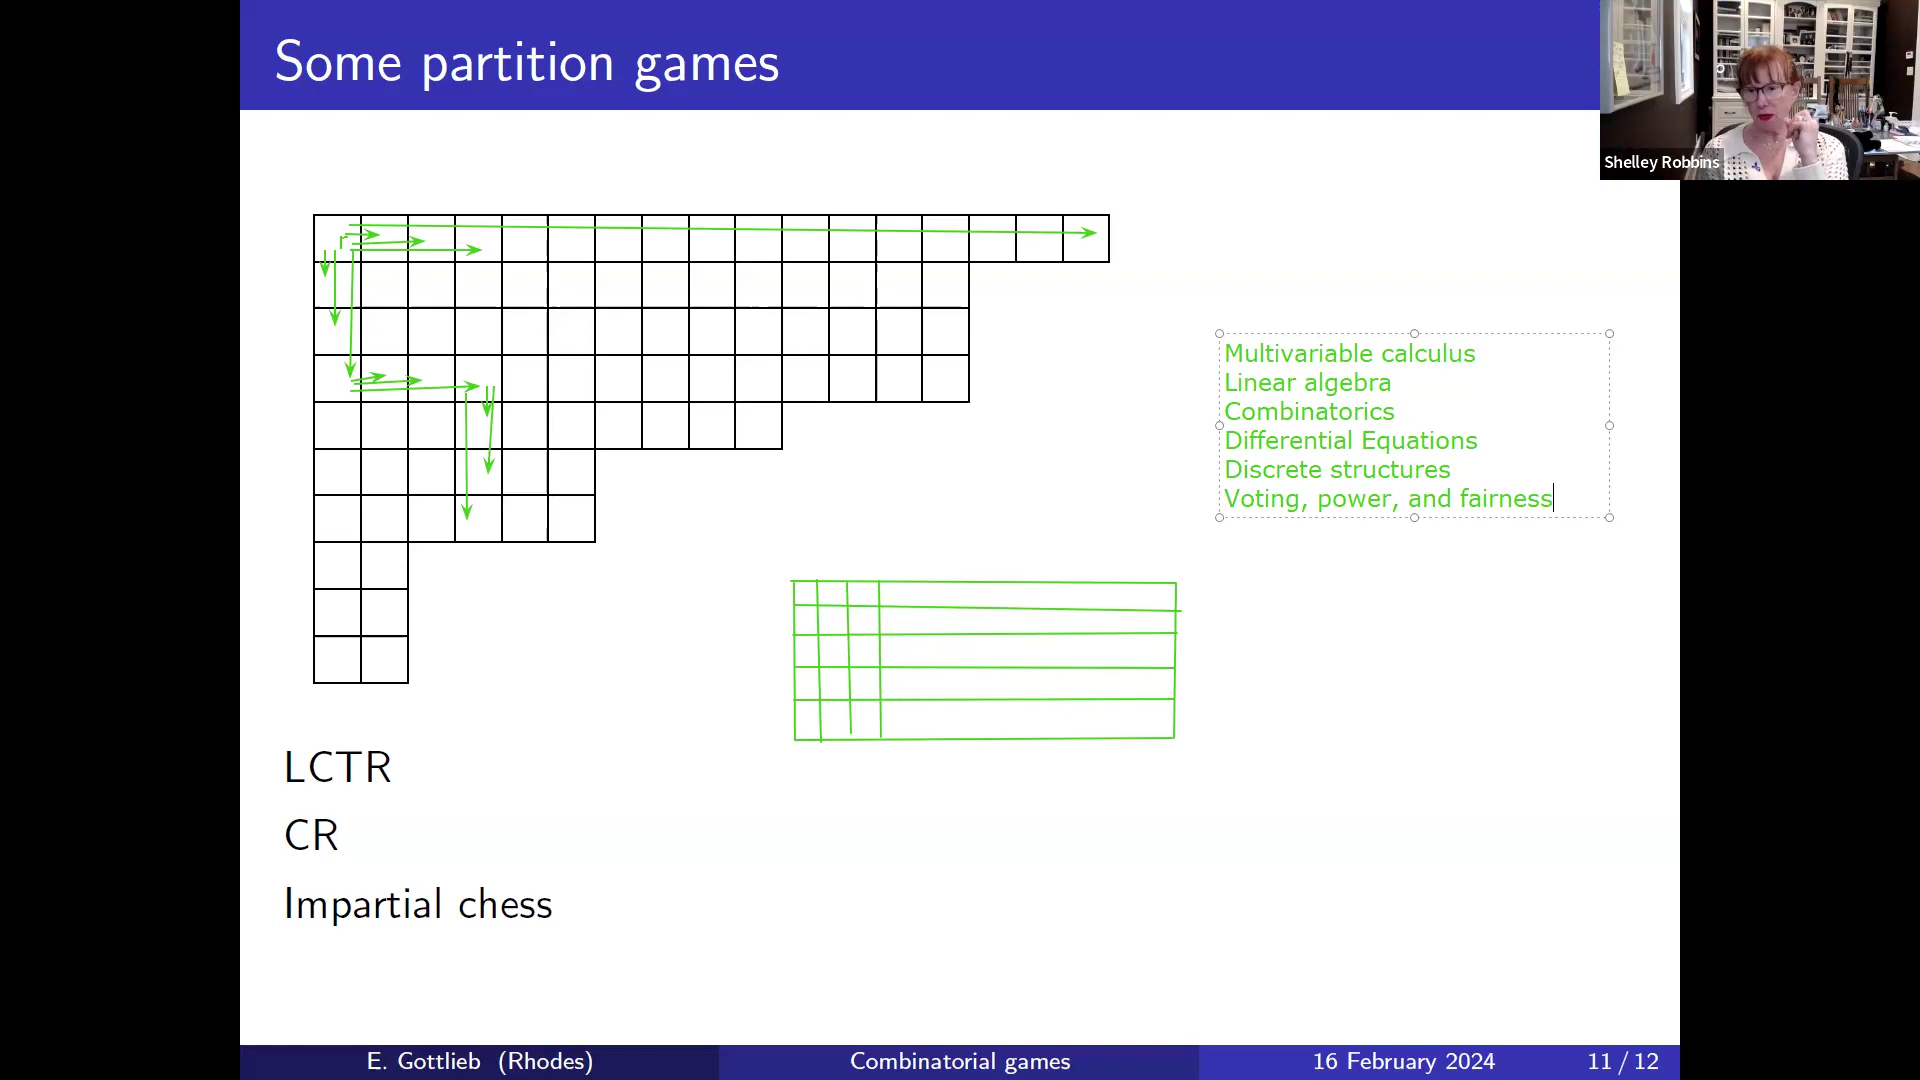 Some partition games
Shelley Robbins
r
Multivariable calculus
Linear algebra
Combinatorics
Differential Equations
Discrete structures
Voting, power, and fairness
LCTR
CR
Impartial chess
E. Gottlieb (Rhodes)
Combinatorial games
16 February 2024
11 / 12